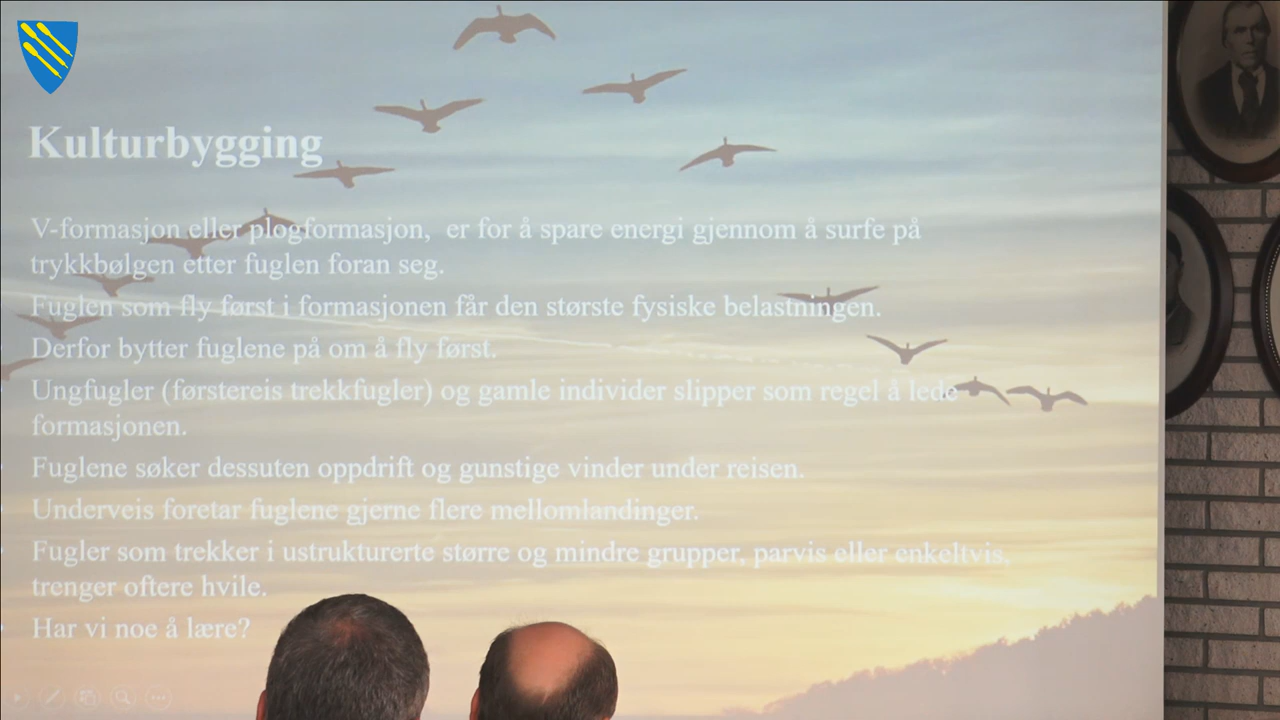 Kulturbygging
V-formasjon eller plogformasjon,  er for å spare energi gjennom å surfe på
trykkbølgen etter fuglen foran seg.
Fuglen som fly først i formasjonen får den største fysiske belastningen.
Derfor bytter fuglene på om å fly først.
Ungfugler (førstereis trekkfugler) og gamle individer slipper som regel å lede
formasjonen.
Fuglene søker dessuten oppdrift og gunstige vinder under reisen.
Underveis foretar fuglene gjerne flere mellomlandinger.
Fugler som trekker i ustrukturerte større og mindre grupper, parvis eller enkeltvis,
trenger oftere hvile.
Har vi noe å lære?